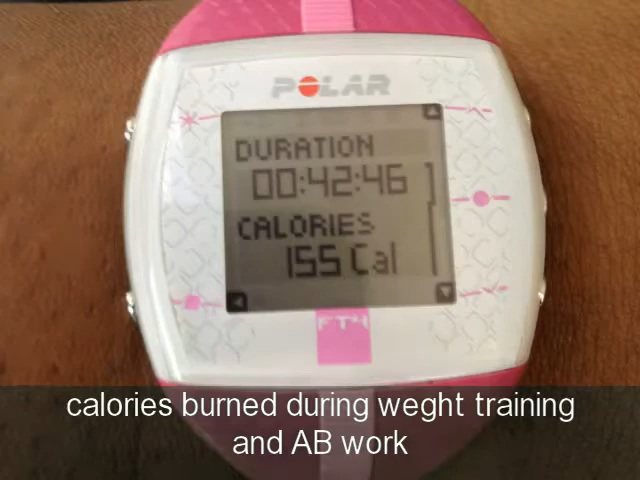 POLAR
DURATION
00:42:46
CALORIES
155 Cal
FT4
calories burned during weght training
and AB work